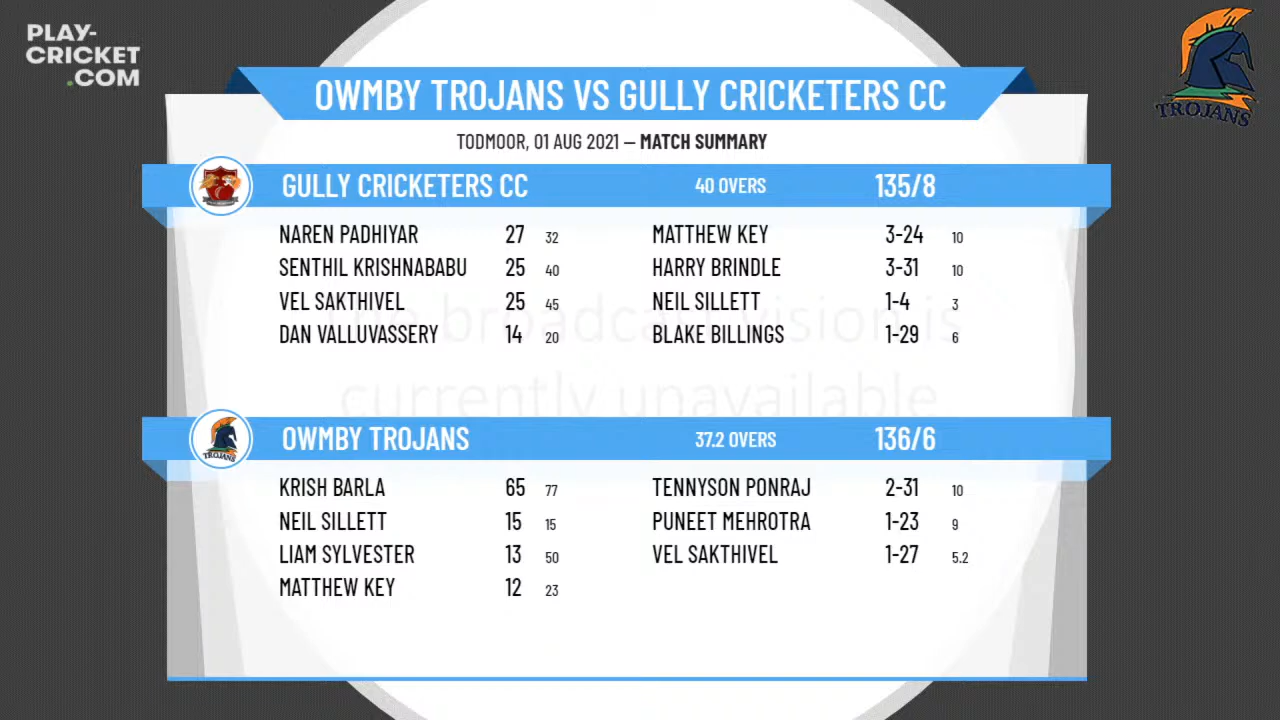 PLAY-
CRICKET
.COM
TROJANS
OWMBY TROJANS VS GULLY CRICKETERS CC
TODMOOR, 01 AUG 2021 – MATCH SUMMARY
GULLY CRICKETERS CC 40 OVERS 135/8
NAREN PADHIYAR 27 32 MATTHEW KEY 3-24 10
SENTHIL KRISHNABABU 25 40 HARRY BRINDLE 3-31 10
VEL SAKTHIVEL 25 45 NEIL SILLETT 1-4 3
DAN VALLUVASSERY 14 20 BLAKE BILLINGS 1-29 6
broadcast vision is
currently unavailable
OWMBY TROJANS 37.2 OVERS 136/6
TROJANS
KRISH BARLA 65 77 TENNYSON PONRAJ 2-31 10
NEIL SILLETT 15 15 PUNEET MEHROTRA 1-23 9
LIAM SYLVESTER 13 50 VEL SAKTHIVEL 1-27 5.2
MATTHEW KEY 12 23